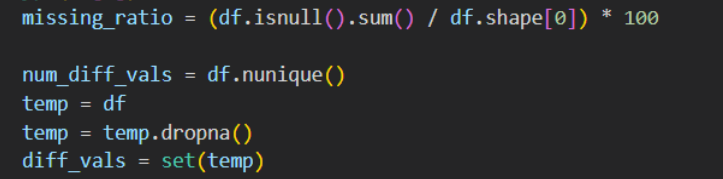 missing_ratio = (df.isnull().sum() / df.shape[0]) * 100
num_diff_vals = df.nunique()
temp = df
temp = temp.dropna()
diff_vals = set(temp)